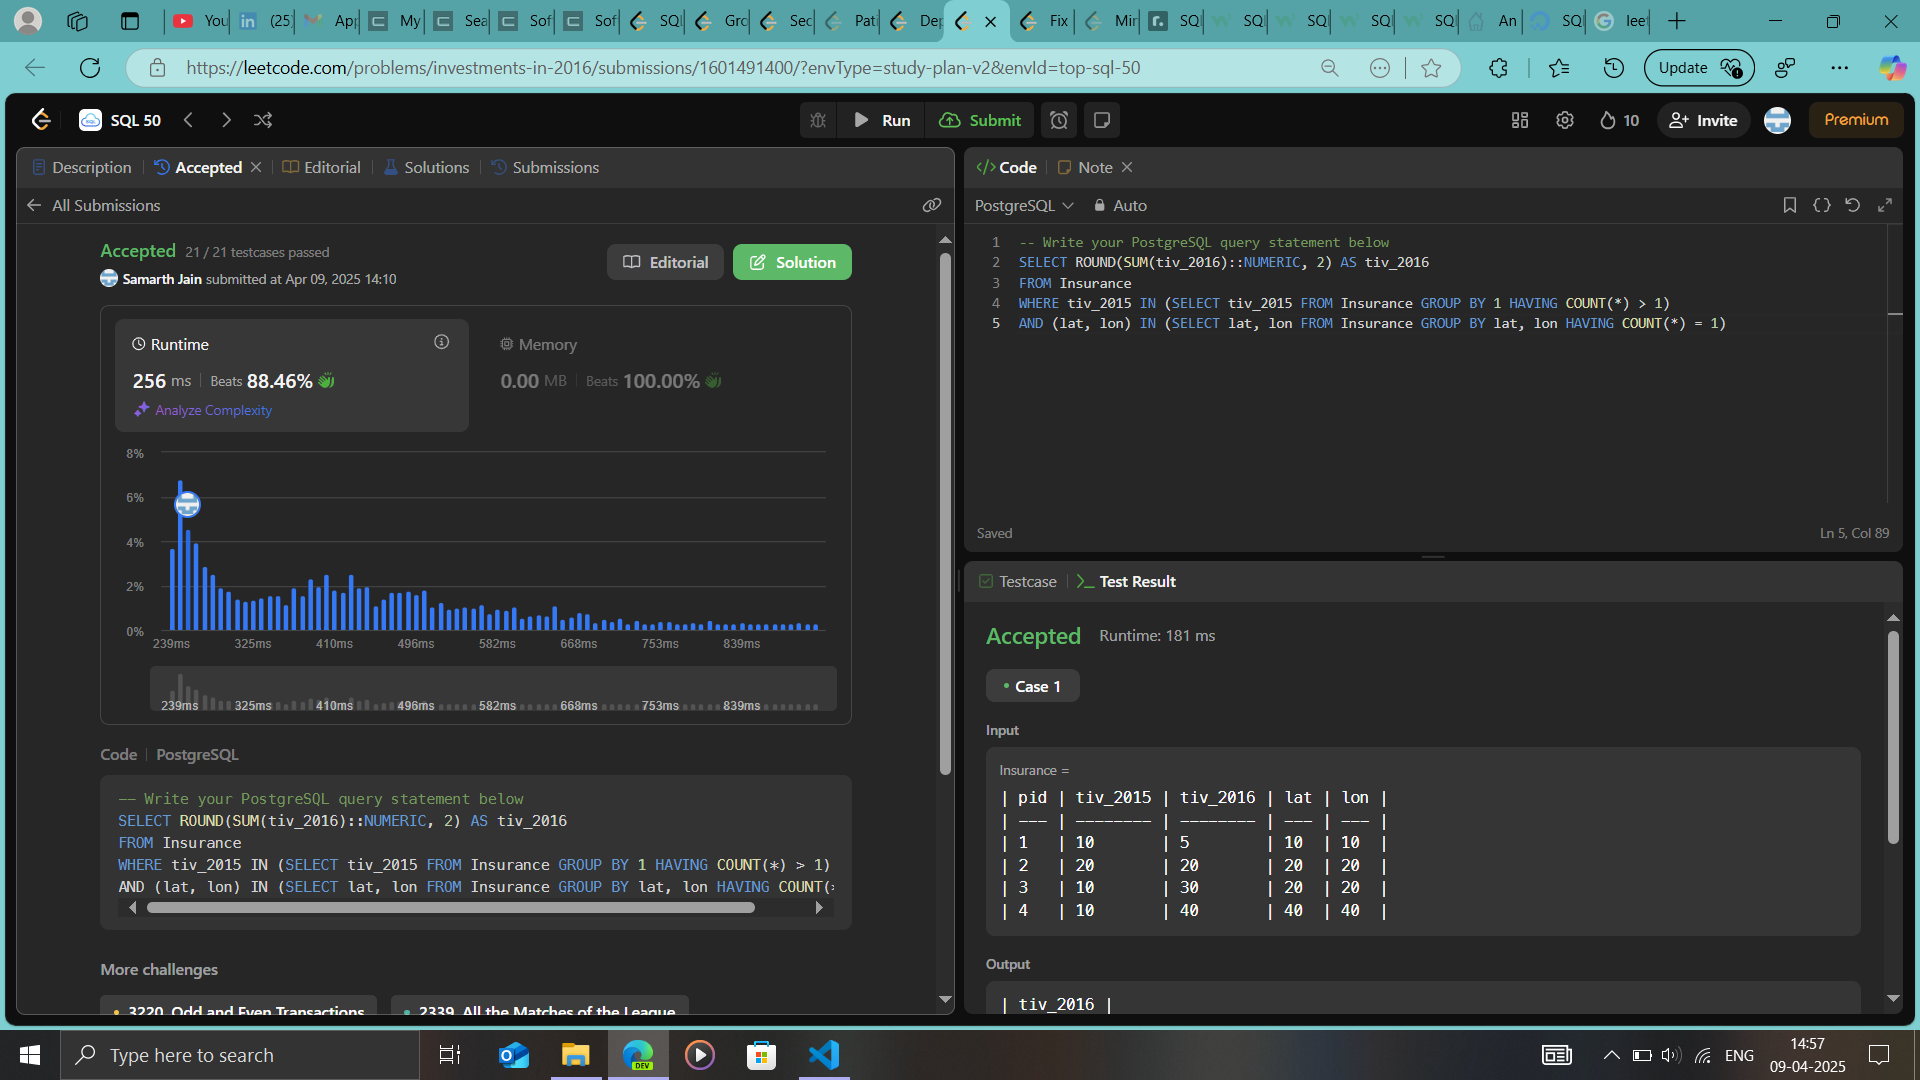 You
(25)
App
My
Sea
Sof
Sof
SQL
Gro
Sec
Pati
Dep
Fix
Mir
SQL
SQL
SQL
SQL
SQL
An
SQL
leet
https://leetcode.com/problems/investments-in-2016/submissions/1601491400/?envType=study-plan-v2&envId=top-sql-50
Update
SQL 50
Run
Submit
10
Invite
Premium
Description
Accepted
Editorial
Solutions
Submissions
All Submissions
Accepted 21 / 21 testcases passed
Samarth Jain submitted at Apr 09, 2025 14:10
Editorial
Solution
Runtime
256 ms Beats 88.46%
Analyze Complexity
Memory
0.00 MB Beats 100.00%
8%
6%
4%
2%
0%
239ms 325ms 410ms 496ms 582ms 668ms 753ms 839ms
239ms 325ms 410ms 496ms 582ms 668ms 753ms 839ms
Code PostgreSQL
-- Write your PostgreSQL query statement below
SELECT ROUND(SUM(tiv_2016)::NUMERIC, 2) AS tiv_2016
FROM Insurance
WHERE tiv_2015 IN (SELECT tiv_2015 FROM Insurance GROUP BY 1 HAVING COUNT(*) > 1)
AND (lat, lon) IN (SELECT lat, lon FROM Insurance GROUP BY lat, lon HAVING COUNT(*
More challenges
3220. Odd and Even Transactions
2339. All the Matches of the League
Code
Note
PostgreSQL
Auto
1 -- Write your PostgreSQL query statement below
2 SELECT ROUND(SUM(tiv_2016)::NUMERIC, 2) AS tiv_2016
3 FROM Insurance
4 WHERE tiv_2015 IN (SELECT tiv_2015 FROM Insurance GROUP BY 1 HAVING COUNT(*) > 1)
5 AND (lat, lon) IN (SELECT lat, lon FROM Insurance GROUP BY lat, lon HAVING COUNT(*) = 1)
Saved
Ln 5, Col 89
Testcase
Test Result
Accepted Runtime: 181 ms
Case 1
Input
Insurance =
| pid | tiv_2015 | tiv_2016 | lat | lon |
| --- | -------- | -------- | --- | --- |
| 1 | 10 | 5 | 10 | 10 |
| 2 | 20 | 20 | 20 | 20 |
| 3 | 10 | 30 | 20 | 20 |
| 4 | 10 | 40 | 40 | 40 |
Output
| tiv_2016 |
Type here to search
DEV
ENG
14:57
09-04-2025